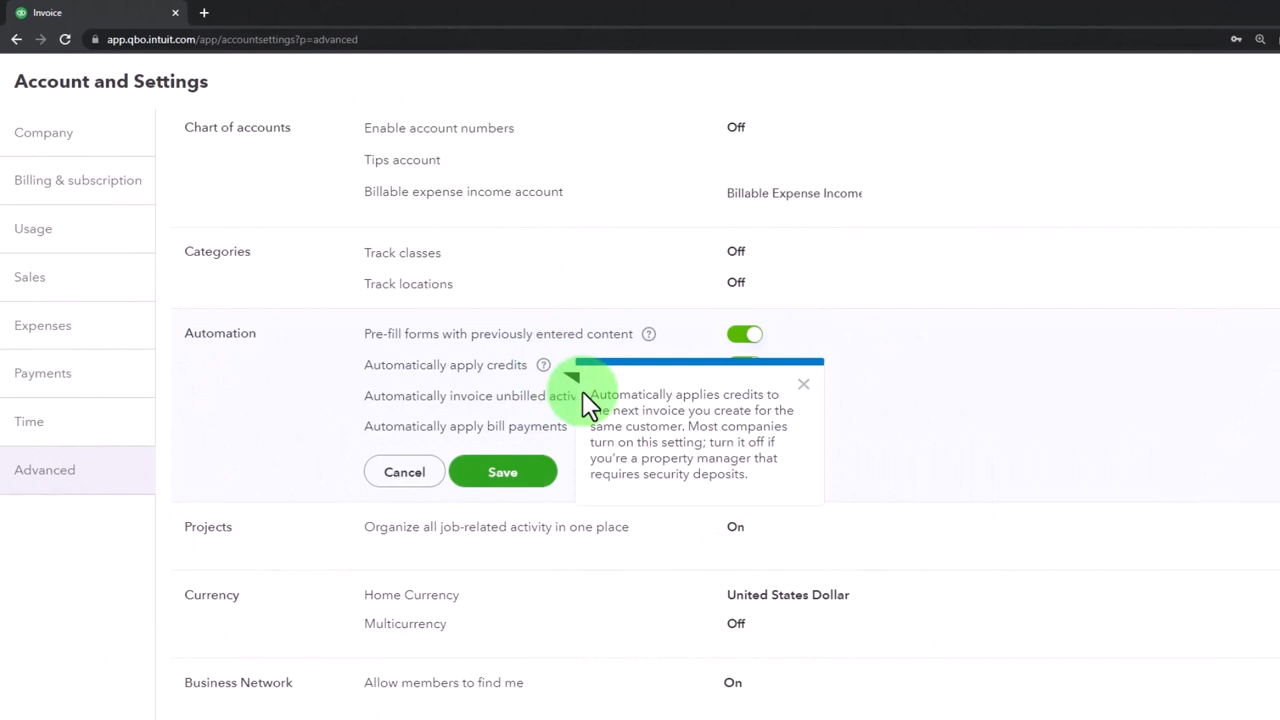 Invoice
app.qbo.intuit.com/app/accountsettings?p=advanced
Account and Settings
Company
Billing & subscription
Usage
Sales
Expenses
Payments
Time
Advanced
Chart of accounts
Enable account numbers Off
Tips account
Billable expense income account Billable Expense Income
Categories
Track classes Off
Track locations Off
Automation
Pre-fill forms with previously entered content ?
Automatically apply credits ?
Automatically invoice unbilled activ
Automatically apply bill payments
Automatically applies credits to
the next invoice you create for the
same customer. Most companies
turn on this setting; turn it off if
you're a property manager that
requires security deposits.
Cancel Save
Projects Organize all job-related activity in one place On
Currency Home Currency United States Dollar
Multicurrency Off
Business Network Allow members to find me On